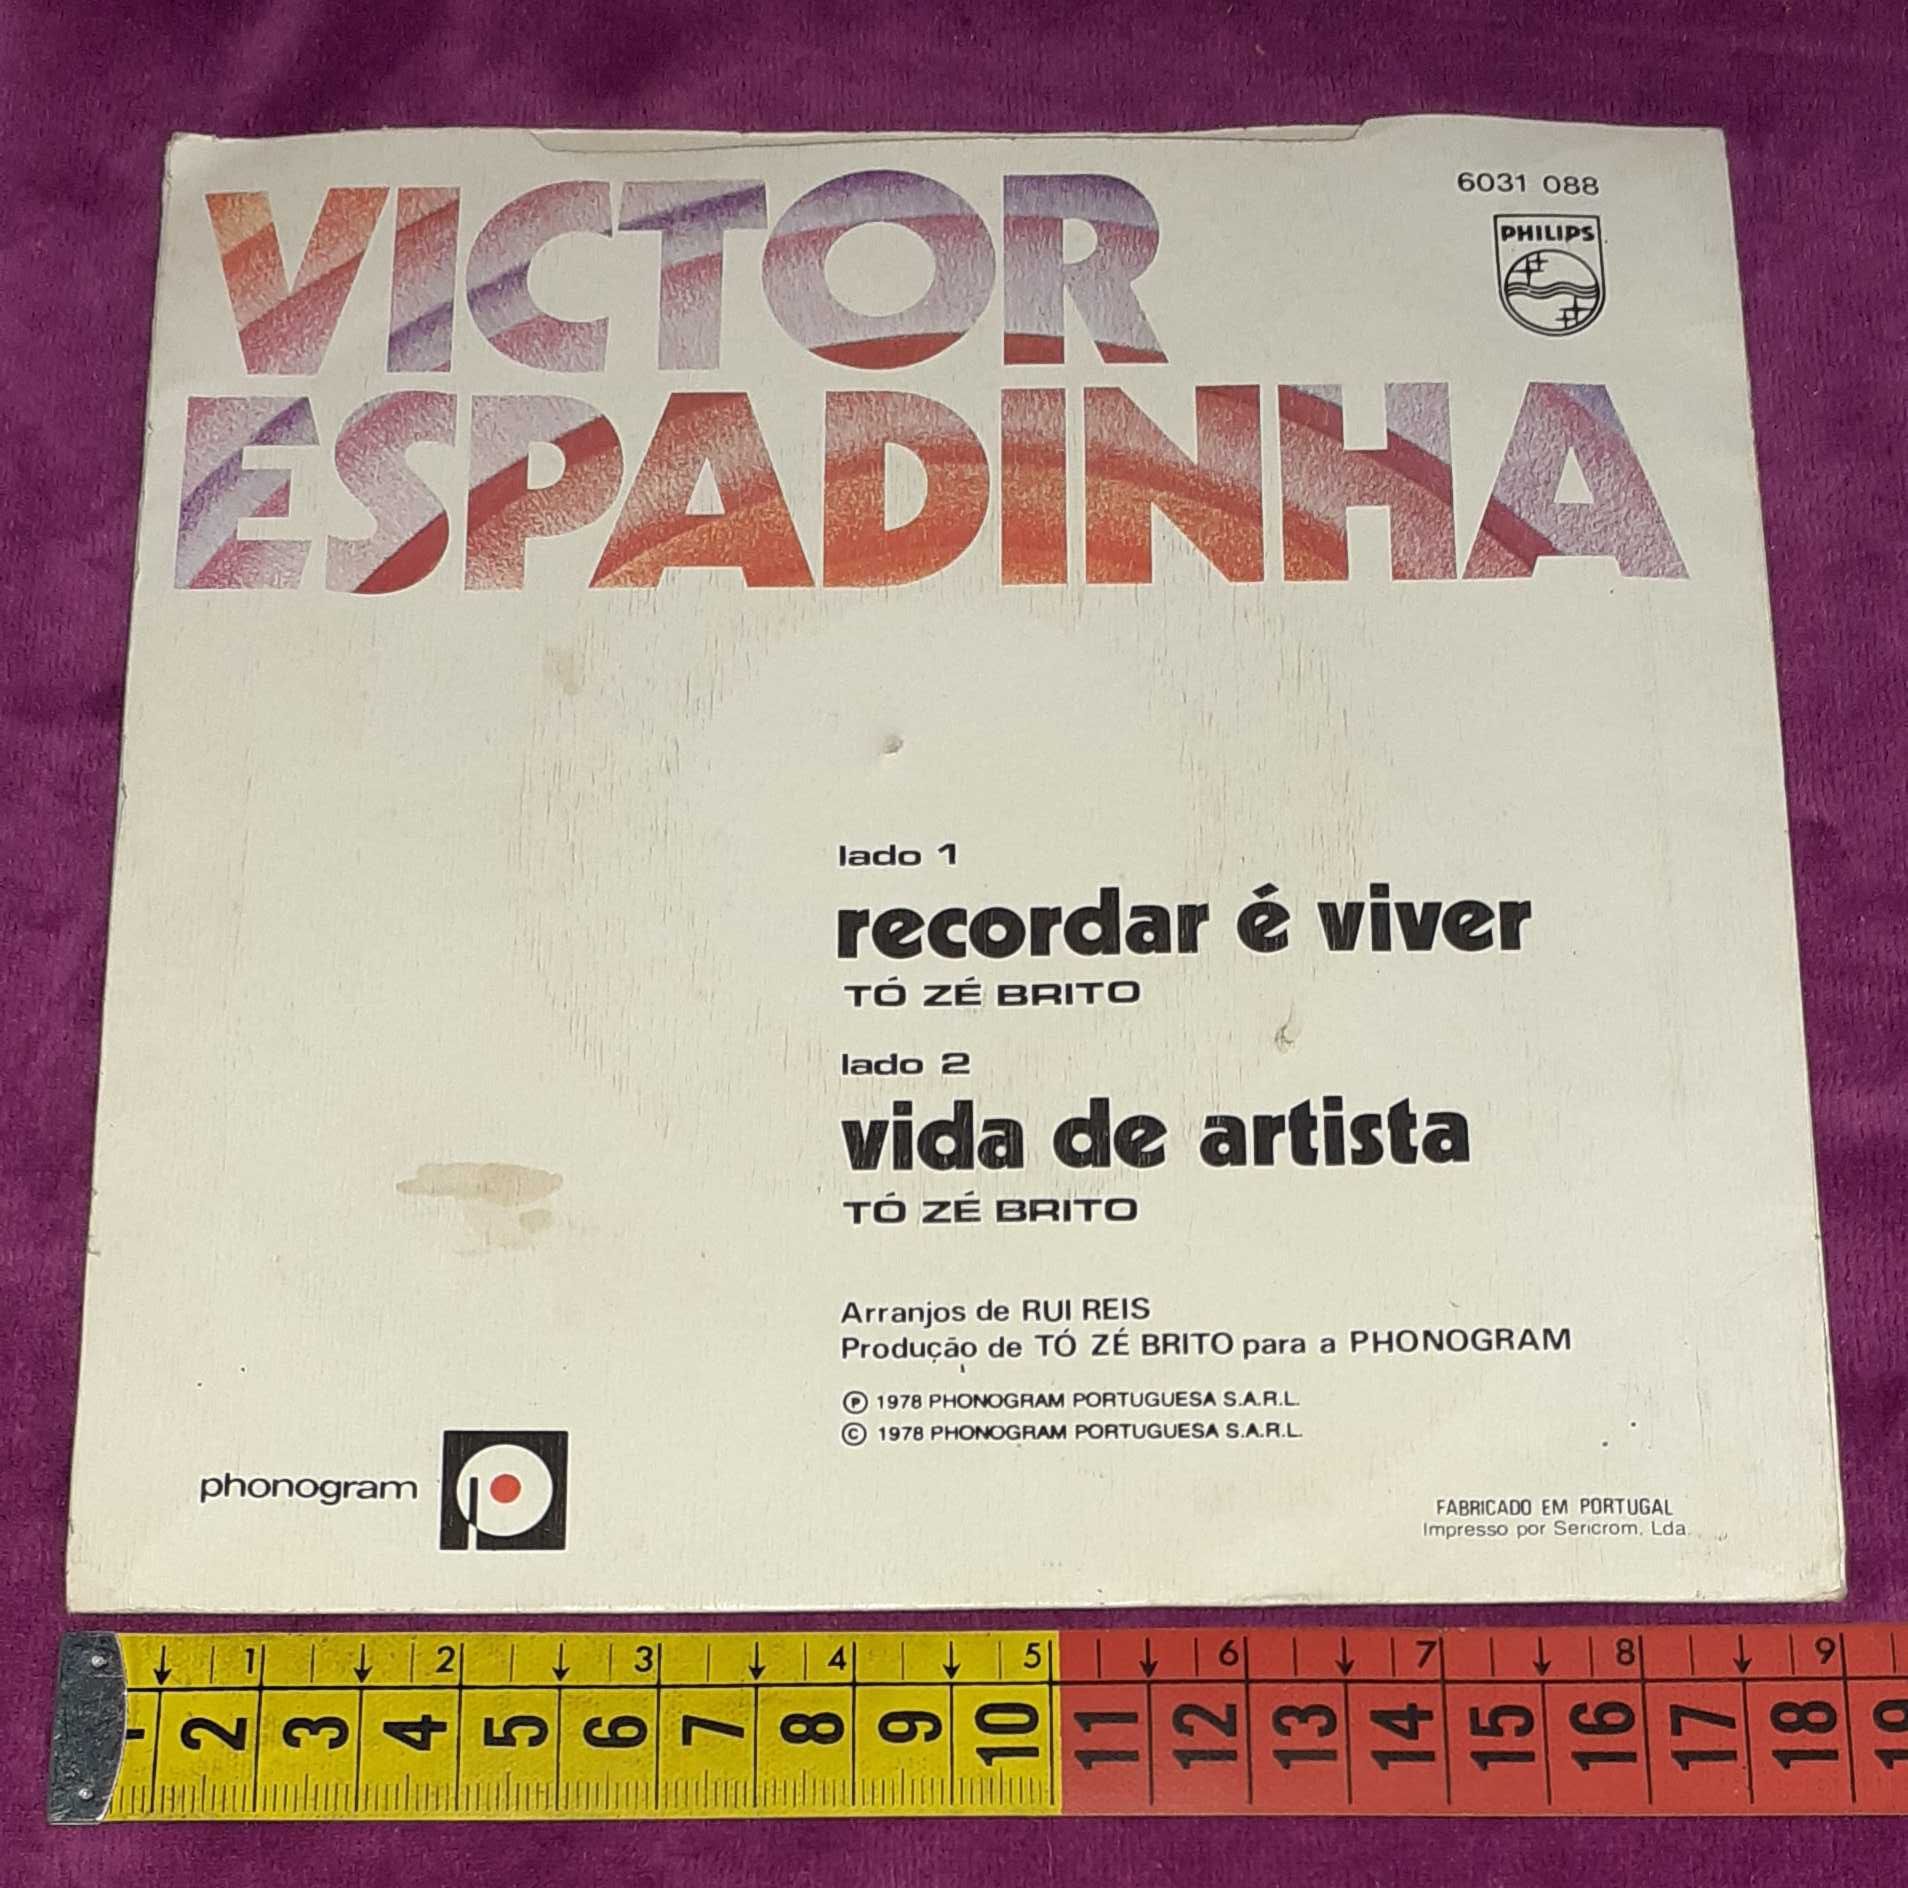 VICTOR
ESPADINHA
6031 088
PHILIPS
lado 1
recordar é viver
TÓ ZÉ BRITO
lado 2
vida de artista
TÓ ZÉ BRITO
Arranjos de RUI REIS
Produção de TÓ ZÉ BRITO para a PHONOGRAM
Ⓟ 1978 PHONOGRAM PORTUGUESA S.A.R.L.
© 1978 PHONOGRAM PORTUGUESA S.A.R.L.
phonogram
FABRICADO EM PORTUGAL
Impresso por Sericrom, Lda.
1 2 3 4 5 6 7 8 9
2 3 4 5 6 7 8 9 10 11 12 13 14 15 16 17 18 19